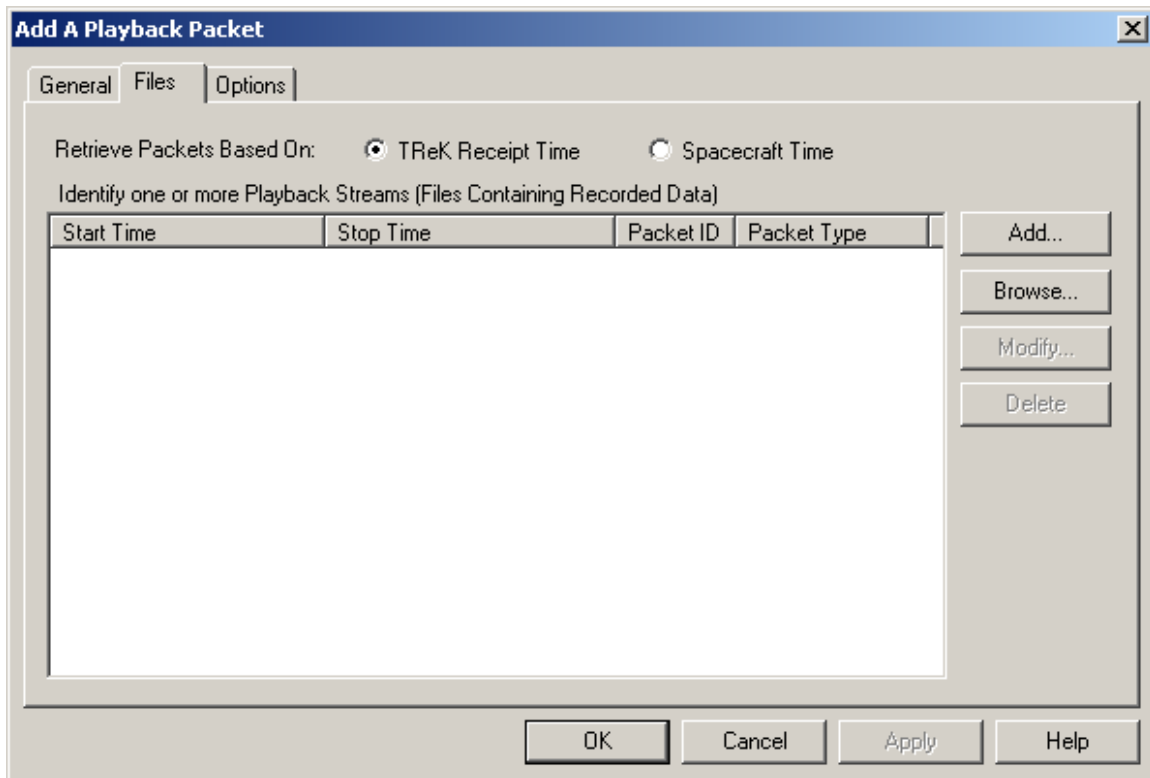 Add A Playback Packet
General Files Options
Retrieve Packets Based On: TReK Receipt Time Spacecraft Time
Identify one or more Playback Streams (Files Containing Recorded Data)
Start Time Stop Time Packet ID Packet Type
Add...
Browse...
Modify...
Delete
OK Cancel Apply Help